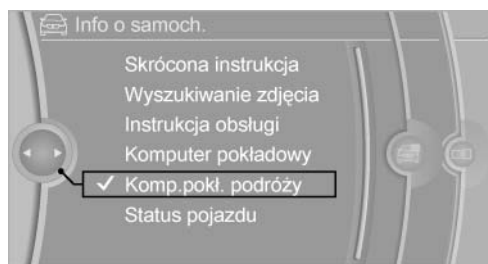 Info o samoch.
Skrócona instrukcja
Wyszukiwanie zdjęcia
Instrukcja obsługi
Komputer pokładowy
Komp.pokł. podróży
Status pojazdu